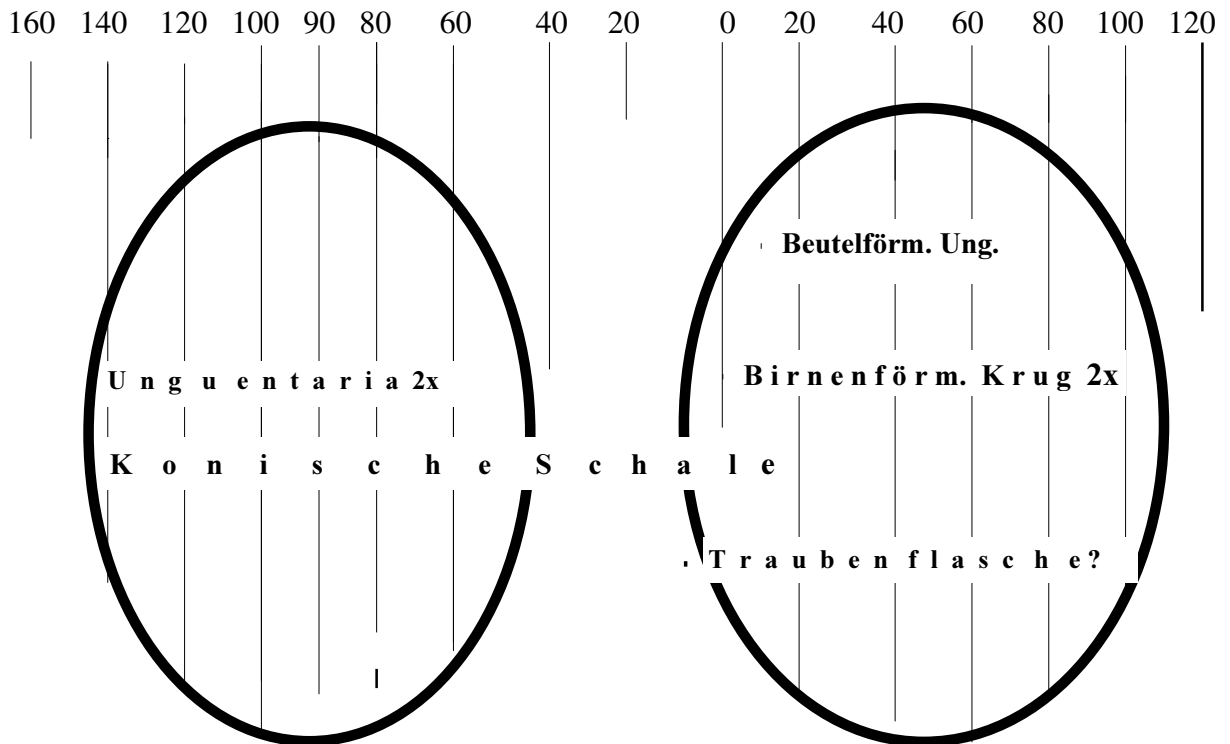 160 140 120 100 90 80 60 40 20 0 20 40 60 80 100 120
Beutelförm. Ung.
Unguentaria 2x
Birnenförm. Krug 2x
Konische Schale
Traubenflasche?